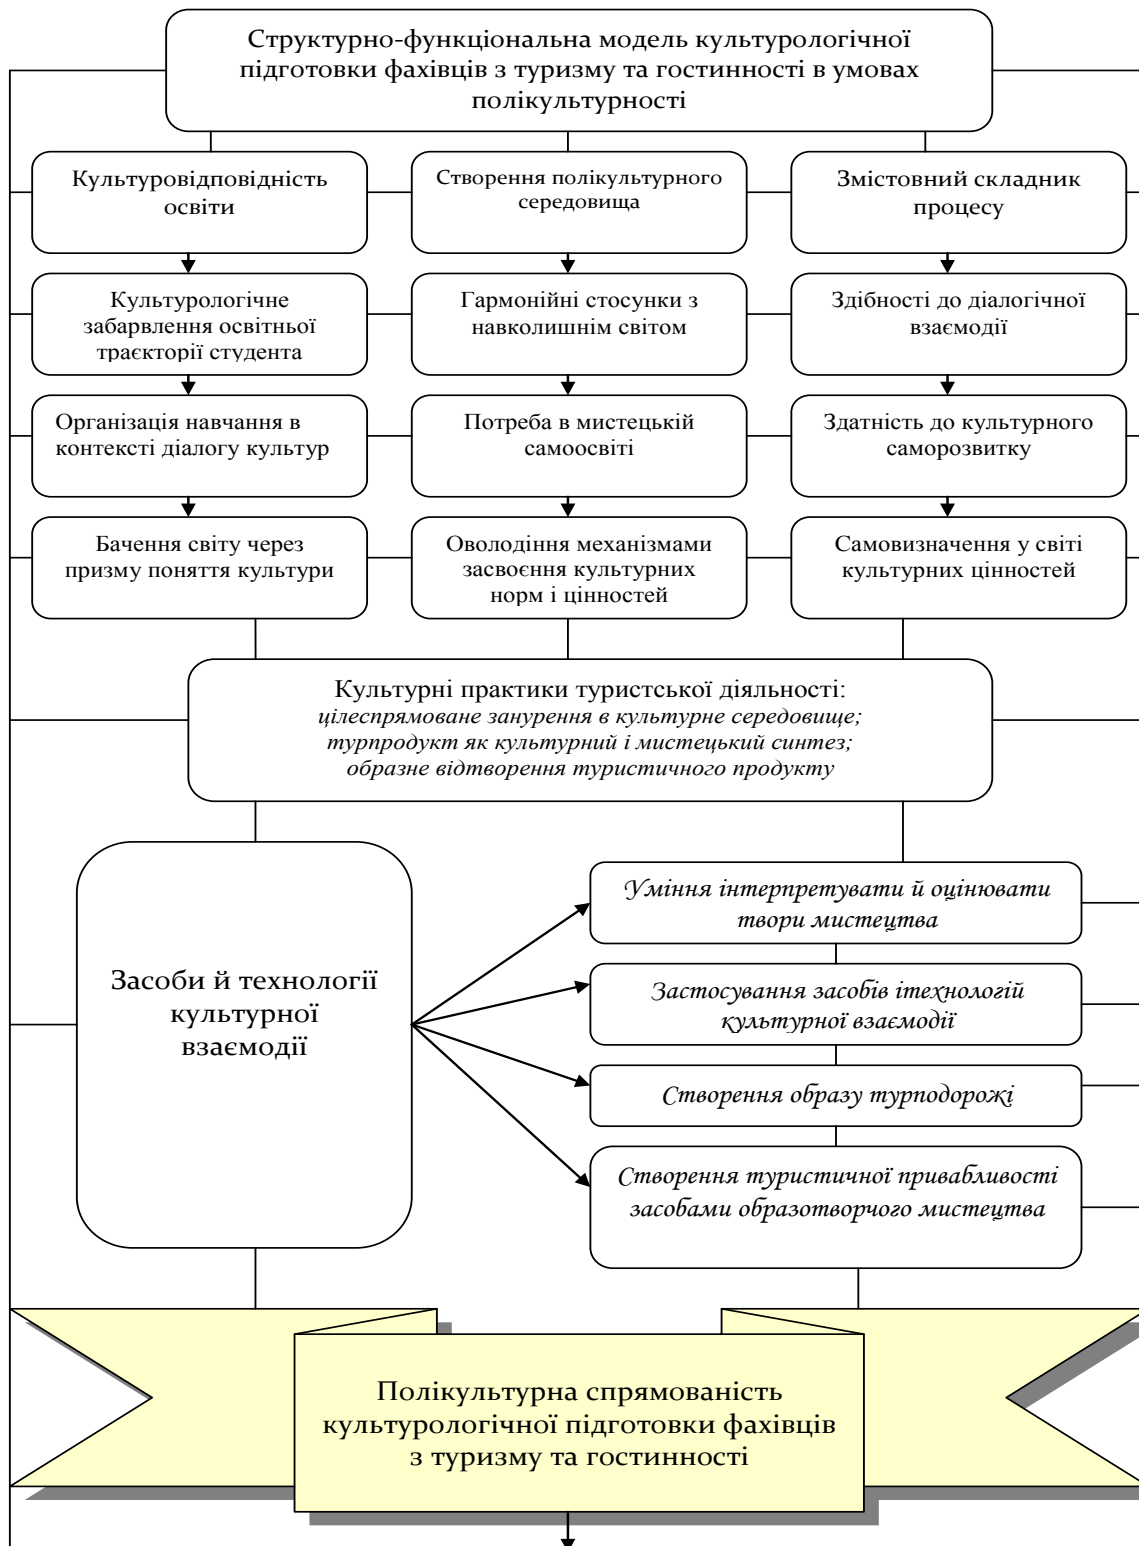 Структурно-функціональна модель культурологічної
підготовки фахівців з туризму та гостинності в умовах
полікультурності
Культуровідповідність
освіти
Створення полікультурного
середовища
Змістовний складник
процесу
Культурологічне
забарвлення освітньої
траєкторії студента
Гармонійні стосунки з
навколишнім світом
Здібності до діалогічної
взаємодії
Організація навчання в
контексті діалогу культур
Потреба в мистецькій
самоосвіті
Здатність до культурного
саморозвитку
Бачення світу через
призму поняття культури
Оволодіння механізмами
засвоєння культурних
норм і цінностей
Самовизначення у світі
культурних цінностей
Культурні практики туристської діяльності:
цілеспрямоване занурення в культурне середовище;
турпродукт як культурний і мистецький синтез;
образне відтворення туристичного продукту
Засоби й технології
культурної
взаємодії
Уміння інтерпретувати й оцінювати
твори мистецтва
Застосування засобів ітехнологій
культурної взаємодії
Створення образу турподорожі
Створення туристичної привабливості
засобами образотворчого мистецтва
Полікультурна спрямованість
культурологічної підготовки фахівців
з туризму та гостинності